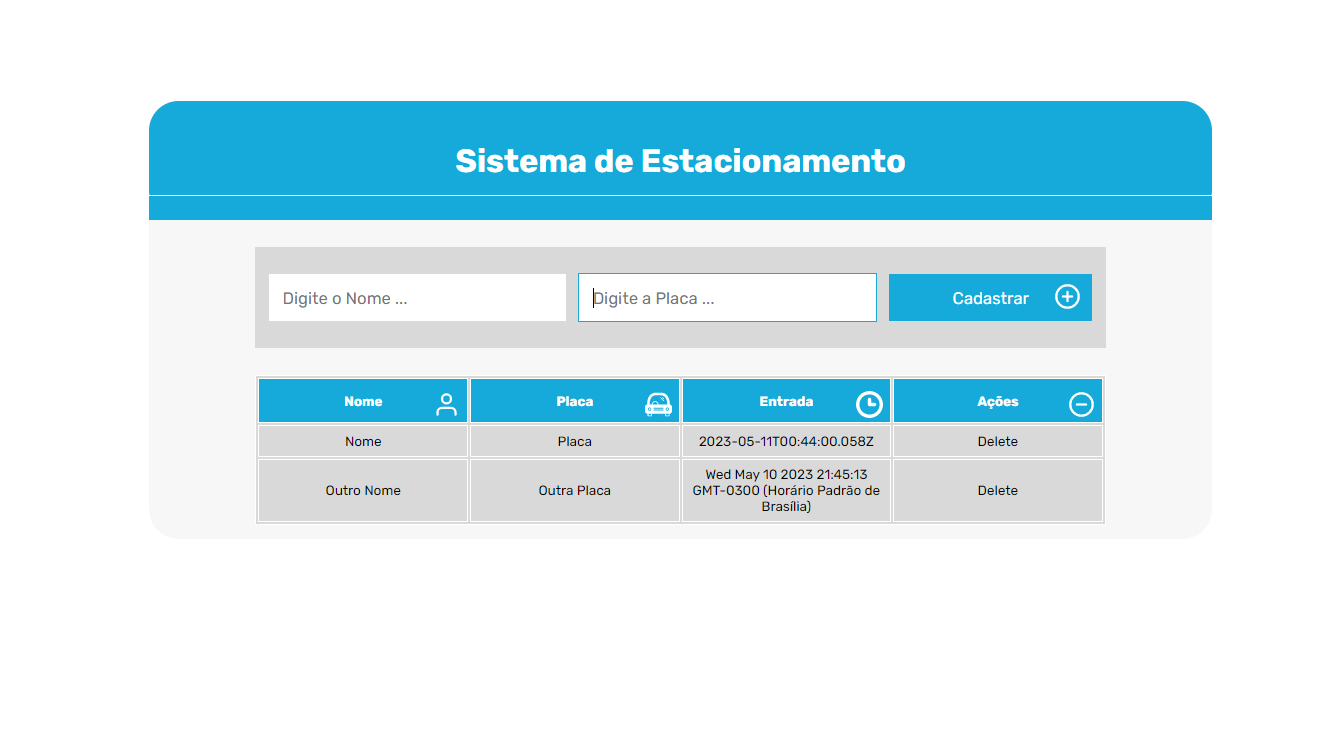 Sistema de Estacionamento
Digite o Nome ...
Digite a Placa ...
Cadastrar
Nome
Placa
Entrada
Ações
Nome
Placa
2023-05-11T00:44:00.058Z
Delete
Outro Nome
Outra Placa
Wed May 10 2023 21:45:13
GMT-0300 (Horário Padrão de
Brasília)
Delete